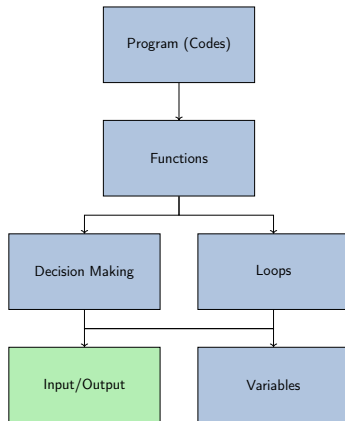 Program (Codes)
Functions
Decision Making
Loops
Input/Output
Variables